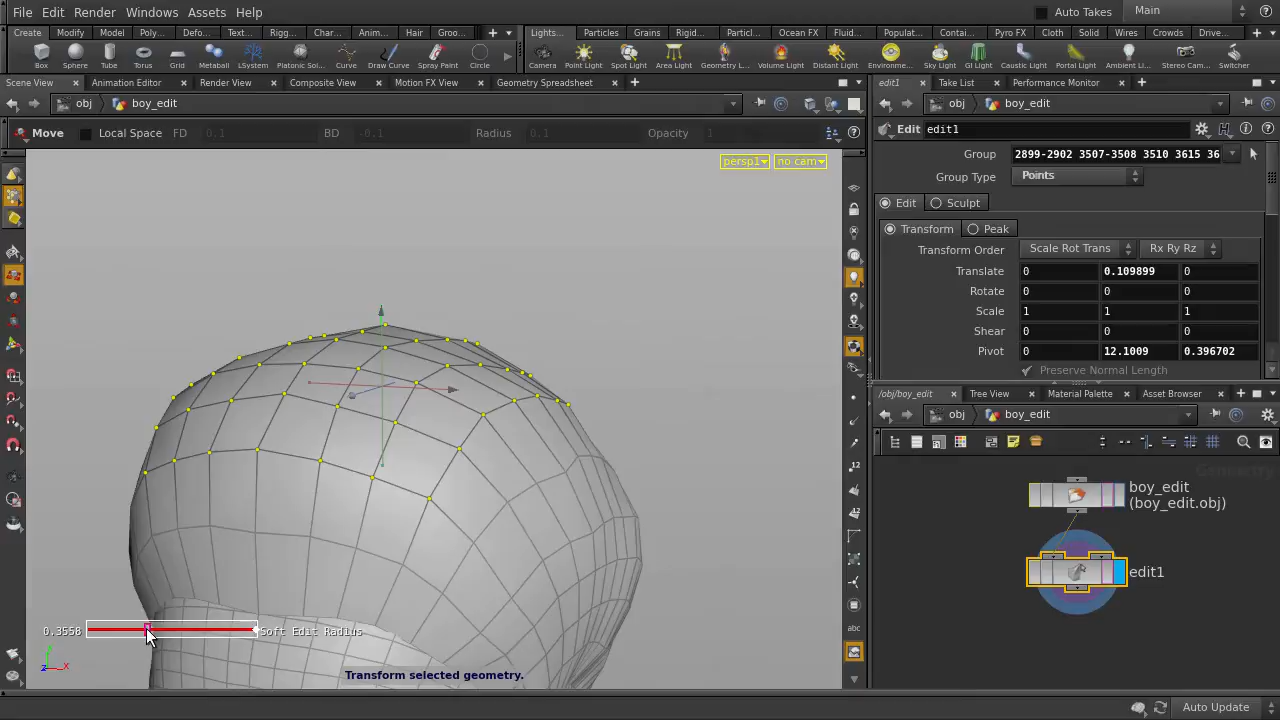 File Edit Render Windows Assets Help Auto Takes Main
Create Modify Model Poly... Defo... Text... Rigg... Char... Anim... Hair Groo... Lights... Particles Grains Rigid... Particl... Ocean FX Fluid... Populat... Contai... Pyro FX Cloth Solid Wires Crowds Drive...
Box Sphere Tube Torus Grid Metaball LSystem Platonic Sol... Curve Draw Curve Spray Paint Circle Camera Point Light Spot Light Area Light Geometry L... Volume Light Distant Light Environme... Sky Light GI Light Caustic Light Portal Light Ambient Li... Stereo Cam... Switcher
Scene View Animation Editor Render View Composite View Motion FX View Geometry Spreadsheet edit1 Take List Performance Monitor
obj boy_edit obj boy_edit
Move Local Space FD 0.1 BD -0.1 Radius 0.1 Opacity 1
Edit edit1
persp1 no cam
Group 2899-2902 3507-3508 3510 3615 36
Group Type Points
Edit Sculpt
Transform Peak
Transform Order Scale Rot Trans Rx Ry Rz
Translate 0 0.109899 0
Rotate 0 0 0
Scale 1 1 1
Shear 0 0 0
Pivot 0 12.1009 0.396702
Preserve Normal Length
/obj/boy_edit Tree View Material Palette Asset Browser
obj boy_edit
Geometry
boy_edit
(boy_edit.obj)
edit1
12
12
abc
0.3558 Soft Edit Radius
Y
Z X
Transform selected geometry.
Auto Update